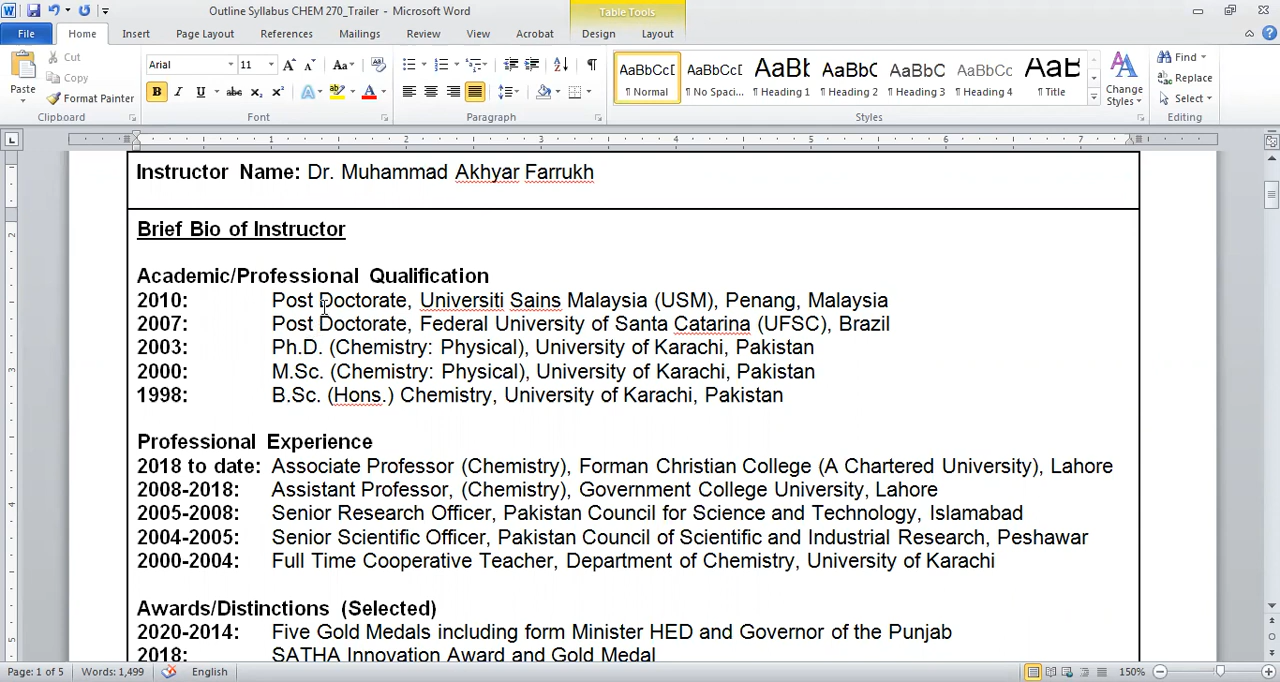 Outline Syllabus CHEM 270_Trailer - Microsoft Word
Table Tools
File Home Insert Page Layout References Mailings Review View Acrobat Design Layout
Paste
Cut
Copy
Format Painter
Clipboard
Arial 11
Font
Paragraph
AaBbCcD ¶ Normal
AaBbCcD ¶ No Spaci...
AaBb Heading 1
AaBbC Heading 2
AaBbCc Heading 3
AaBbCc Heading 4
AaBb Title
Change Styles
Styles
Find
Replace
Select
Editing
Instructor Name: Dr. Muhammad Akhyar Farrukh
Brief Bio of Instructor
Academic/Professional Qualification
2010: Post Doctorate, Universiti Sains Malaysia (USM), Penang, Malaysia
2007: Post Doctorate, Federal University of Santa Catarina (UFSC), Brazil
2003: Ph.D. (Chemistry: Physical), University of Karachi, Pakistan
2000: M.Sc. (Chemistry: Physical), University of Karachi, Pakistan
1998: B.Sc. (Hons.) Chemistry, University of Karachi, Pakistan
Professional Experience
2018 to date: Associate Professor (Chemistry), Forman Christian College (A Chartered University), Lahore
2008-2018: Assistant Professor, (Chemistry), Government College University, Lahore
2005-2008: Senior Research Officer, Pakistan Council for Science and Technology, Islamabad
2004-2005: Senior Scientific Officer, Pakistan Council of Scientific and Industrial Research, Peshawar
2000-2004: Full Time Cooperative Teacher, Department of Chemistry, University of Karachi
Awards/Distinctions (Selected)
2020-2014: Five Gold Medals including form Minister HED and Governor of the Punjab
2018: SATHA Innovation Award and Gold Medal
Page: 1 of 5 Words: 1,499 English 150%